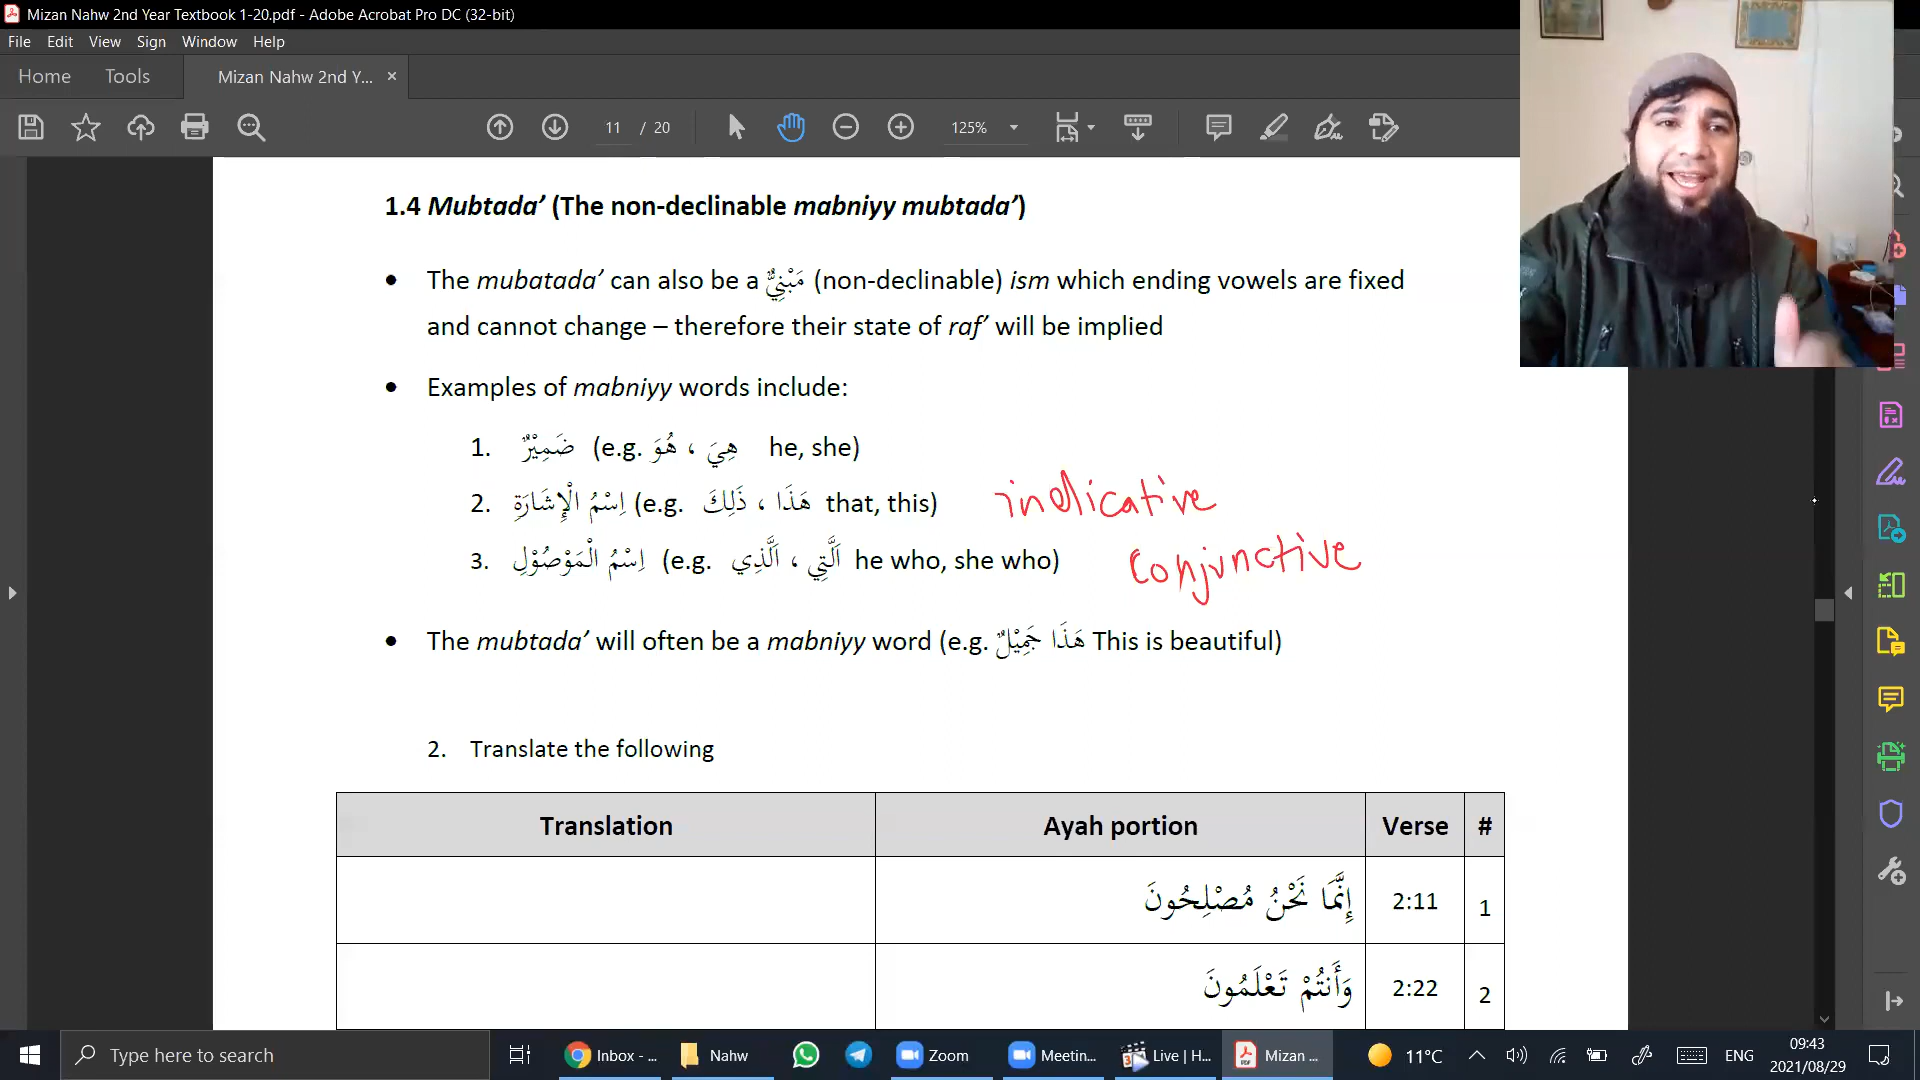 Mizan Nahw 2nd Year Textbook 1-20.pdf - Adobe Acrobat Pro DC (32-bit)
File Edit View Sign Window Help
Home Tools Mizan Nahw 2nd Y... ×
11 / 20 125%
1.4 Mubtada’ (The non-declinable mabniyy mubtada’)
• The mubatada’ can also be a مَبْنِيٌّ (non-declinable) ism which ending vowels are fixed
and cannot change – therefore their state of raf’ will be implied
• Examples of mabniyy words include:
1. ضَمِيْرٌ (e.g. هِيَ ، هُوَ he, she)
2. اِسْمُ الْإِشَارَةِ (e.g. هَذَا ، ذَلِكَ that, this) indicative
3. اِسْمُ الْمَوْصُوْلِ (e.g. اَلَّتِي ، اَلَّذِي he who, she who) conjunctive
• The mubtada’ will often be a mabniyy word (e.g. هَذَا جَمِيْلٌ This is beautiful)
2. Translate the following
Translation Ayah portion Verse #
إِنَّمَا نَحْنُ مُصْلِحُونَ 2:11 1
وَأَنتُمْ تَعْلَمُونَ 2:22 2
Type here to search Inbox - ... Nahw Zoom Meetin... Live | H... Mizan ... 11°C ENG 09:43
2021/08/29